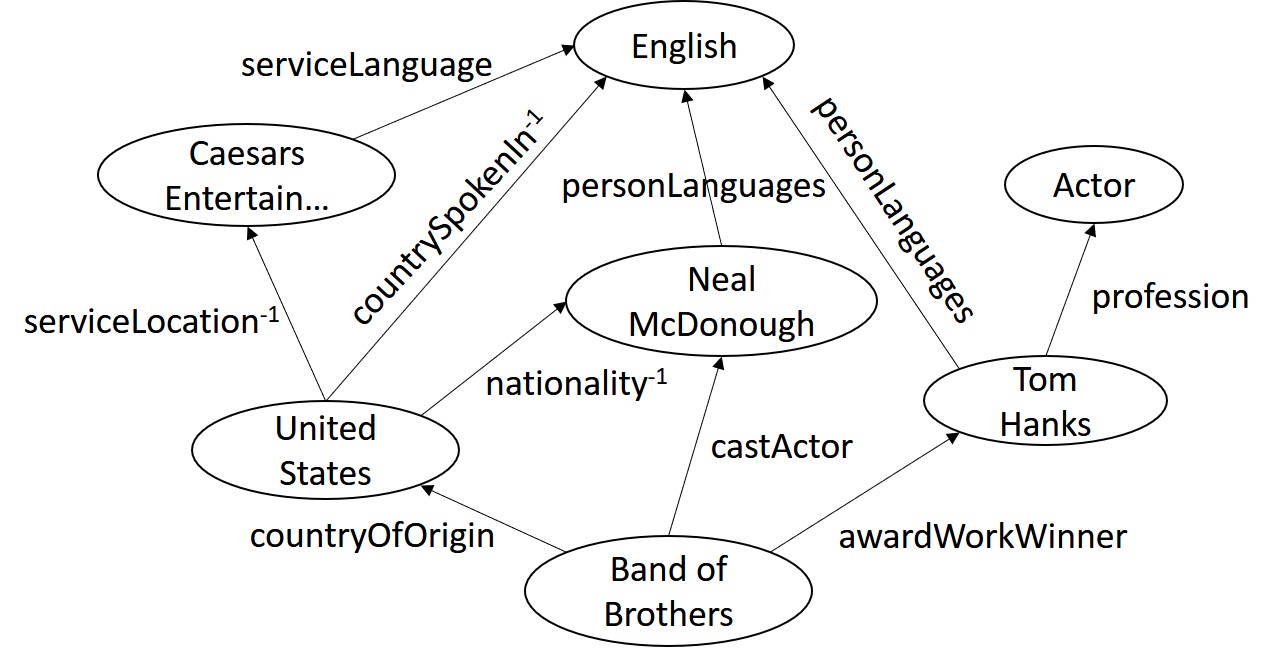 English
serviceLanguage
Caesars
Entertain...
countrySpokenIn⁻¹
personLanguages
personLanguages
Actor
Neal
McDonough
serviceLocation⁻¹
profession
nationality⁻¹
Tom
Hanks
United
States
castActor
countryOfOrigin
awardWorkWinner
Band of
Brothers